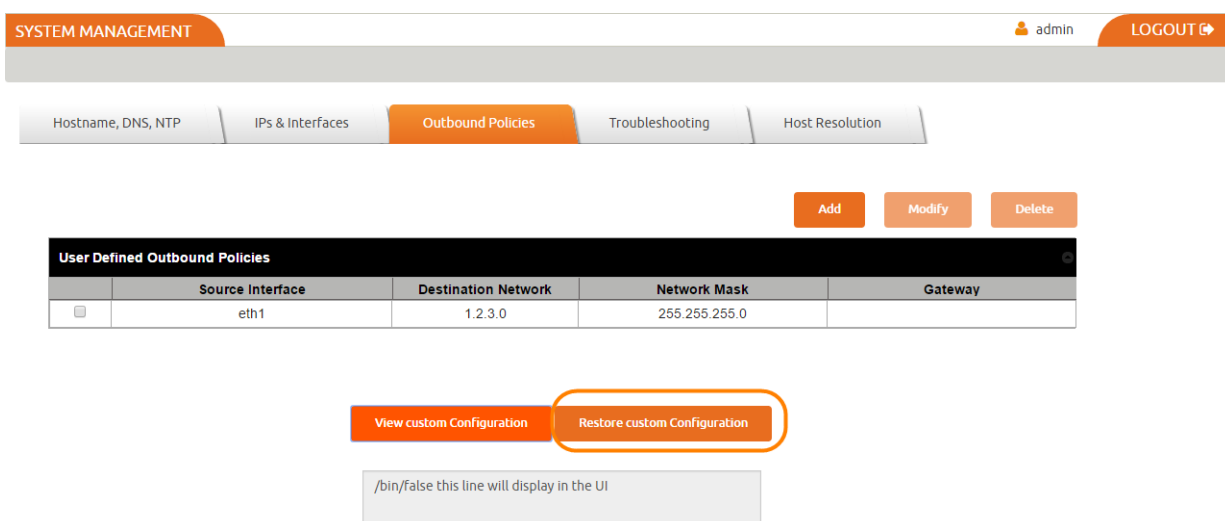 SYSTEM MANAGEMENT admin LOGOUT
Hostname, DNS, NTP IPs & Interfaces Outbound Policies Troubleshooting Host Resolution
Add Modify Delete
User Defined Outbound Policies
Source Interface Destination Network Network Mask Gateway
eth1 1.2.3.0 255.255.255.0
View custom Configuration Restore custom Configuration
/bin/false this line will display in the UI